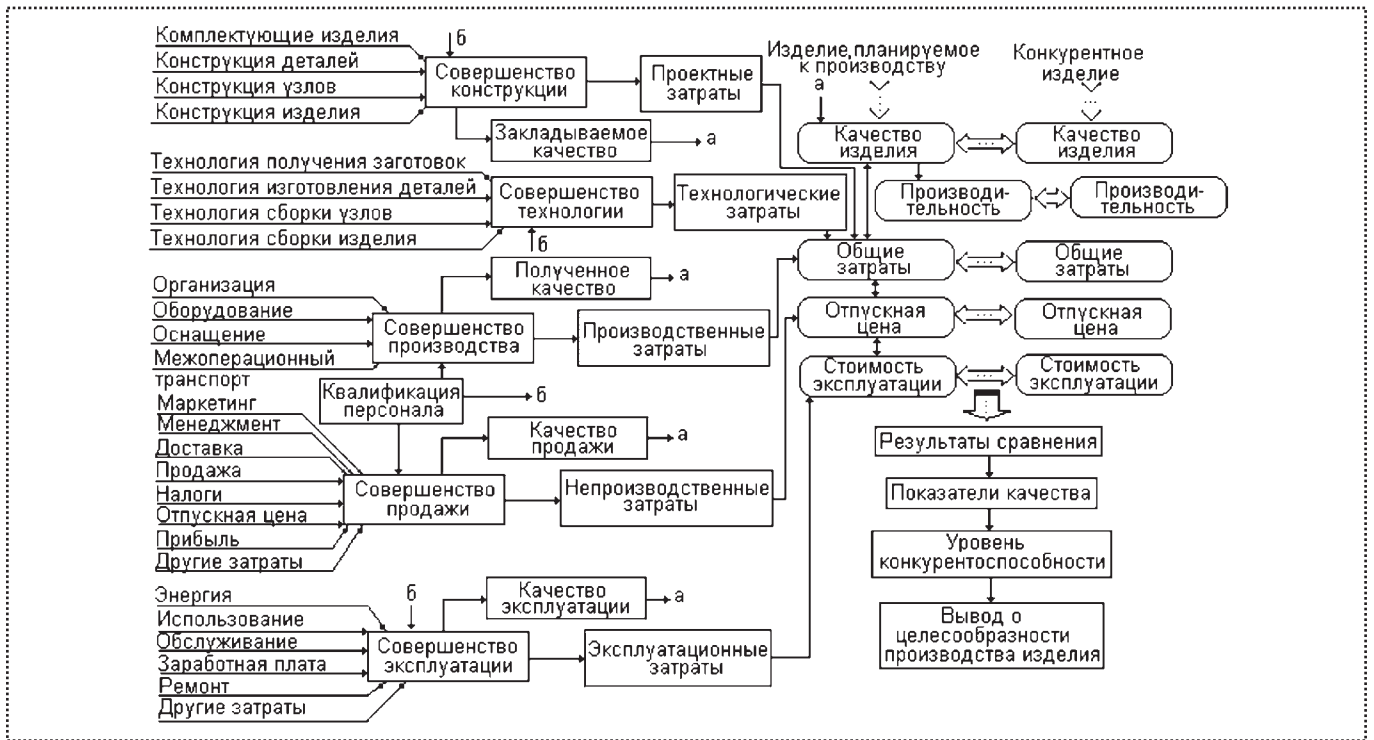 Комплектующие изделия
Конструкция деталей
Конструкция узлов
Конструкция изделия
б
Совершенство
конструкции
Проектные
затраты
Закладываемое
качество
а
Изделие, планируемое
к производству
а
Конкурентное
изделие
Качество
изделия
Качество
изделия
Производи-
тельность
Производи-
тельность
Технология получения заготовок
Технология изготовления деталей
Технология сборки узлов
Технология сборки изделия
Совершенство
технологии
б
Технологические
затраты
Общие
затраты
Общие
затраты
Полученное
качество
а
Организация
Оборудование
Оснащение
Межоперационный
транспорт
Совершенство
производства
Производственные
затраты
Отпускная
цена
Отпускная
цена
Стоимость
эксплуатации
Стоимость
эксплуатации
Квалификация
персонала
б
Маркетинг
Менеджмент
Доставка
Продажа
Налоги
Отпускная цена
Прибыль
Другие затраты
Качество
продажи
а
Совершенство
продажи
Непроизводственные
затраты
Результаты сравнения
Показатели качества
Уровень
конкурентоспособности
Вывод о
целесообразности
производства изделия
Энергия
Использование
Обслуживание
Заработная плата
Ремонт
Другие затраты
б
Качество
эксплуатации
а
Совершенство
эксплуатации
Эксплуатационные
затраты